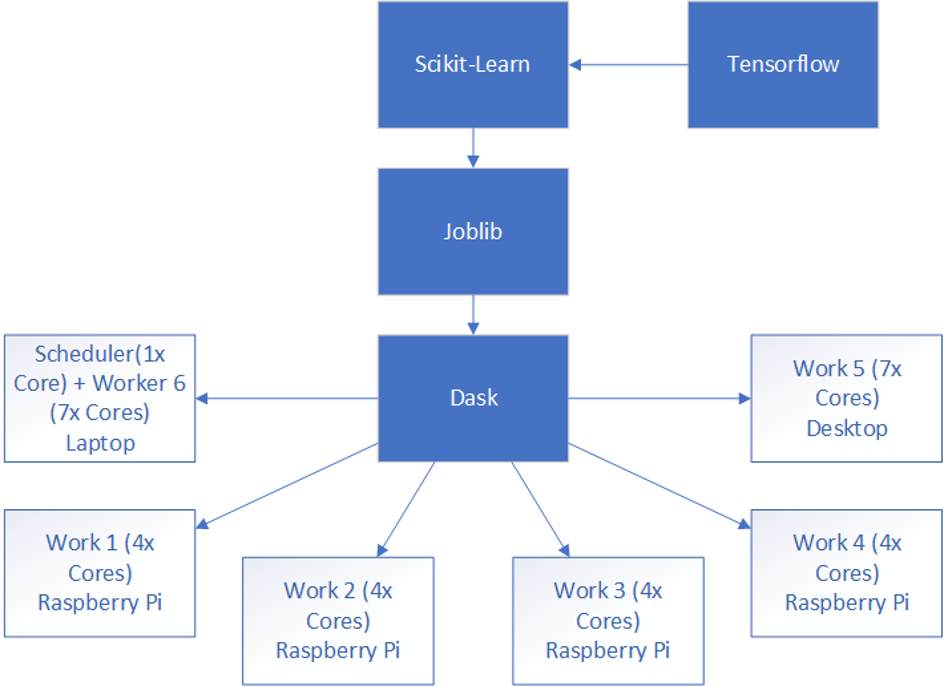 Scikit-Learn
Tensorflow
Joblib
Scheduler(1x
Core) + Worker 6
(7x Cores)
Laptop
Dask
Work 5 (7x
Cores)
Desktop
Work 1 (4x
Cores)
Raspberry Pi
Work 2 (4x
Cores)
Raspberry Pi
Work 3 (4x
Cores)
Raspberry Pi
Work 4 (4x
Cores)
Raspberry Pi